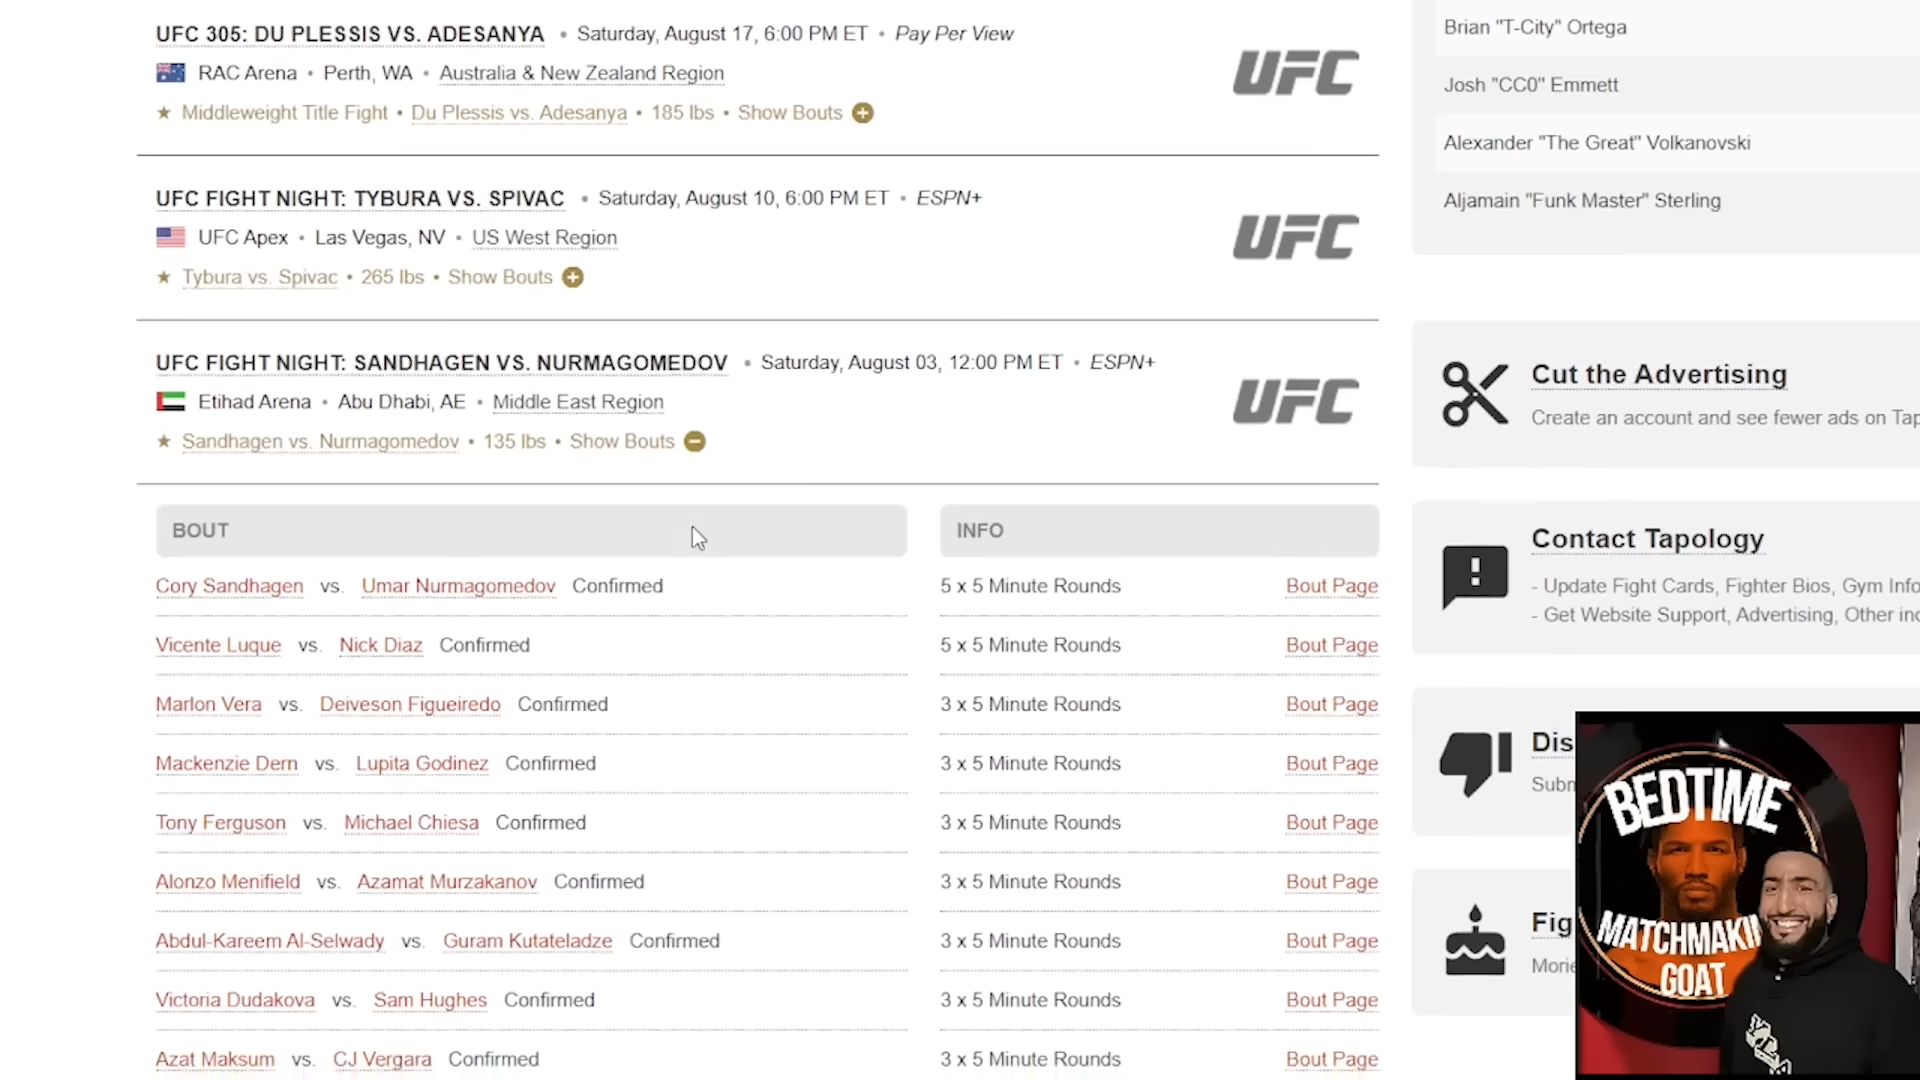 UFC 305: DU PLESSIS VS. ADESANYA • Saturday, August 17, 6:00 PM ET • Pay Per View
RAC Arena • Perth, WA • Australia & New Zealand Region
★ Middleweight Title Fight • Du Plessis vs. Adesanya • 185 lbs • Show Bouts
UFC
UFC FIGHT NIGHT: TYBURA VS. SPIVAC • Saturday, August 10, 6:00 PM ET • ESPN+
UFC Apex • Las Vegas, NV • US West Region
★ Tybura vs. Spivac • 265 lbs • Show Bouts
UFC
UFC FIGHT NIGHT: SANDHAGEN VS. NURMAGOMEDOV • Saturday, August 03, 12:00 PM ET • ESPN+
Etihad Arena • Abu Dhabi, AE • Middle East Region
★ Sandhagen vs. Nurmagomedov • 135 lbs • Show Bouts
UFC
BOUT INFO
Cory Sandhagen vs. Umar Nurmagomedov Confirmed 5 x 5 Minute Rounds Bout Page
Vicente Luque vs. Nick Diaz Confirmed 5 x 5 Minute Rounds Bout Page
Marlon Vera vs. Deiveson Figueiredo Confirmed 3 x 5 Minute Rounds Bout Page
Mackenzie Dern vs. Lupita Godinez Confirmed 3 x 5 Minute Rounds Bout Page
Tony Ferguson vs. Michael Chiesa Confirmed 3 x 5 Minute Rounds Bout Page
Alonzo Menifield vs. Azamat Murzakanov Confirmed 3 x 5 Minute Rounds Bout Page
Abdul-Kareem Al-Selwady vs. Guram Kutateladze Confirmed 3 x 5 Minute Rounds Bout Page
Victoria Dudakova vs. Sam Hughes Confirmed 3 x 5 Minute Rounds Bout Page
Azat Maksum vs. CJ Vergara Confirmed 3 x 5 Minute Rounds Bout Page
Brian "T-City" Ortega
Josh "CC0" Emmett
Alexander "The Great" Volkanovski
Aljamain "Funk Master" Sterling
Cut the Advertising
Create an account and see fewer ads on Tap
Contact Tapology
- Update Fight Cards, Fighter Bios, Gym Info
- Get Website Support, Advertising, Other inc
Dis
Subm
Fig
More
BEDTIME
MATCHMAKIN
GOAT